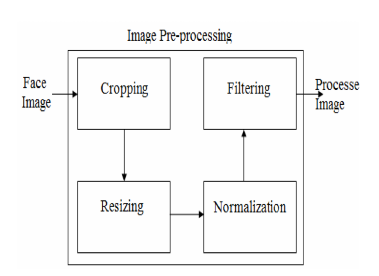 Image Pre-processing
Face
Image
Cropping
Filtering
Processe
Image
Resizing
Normalization